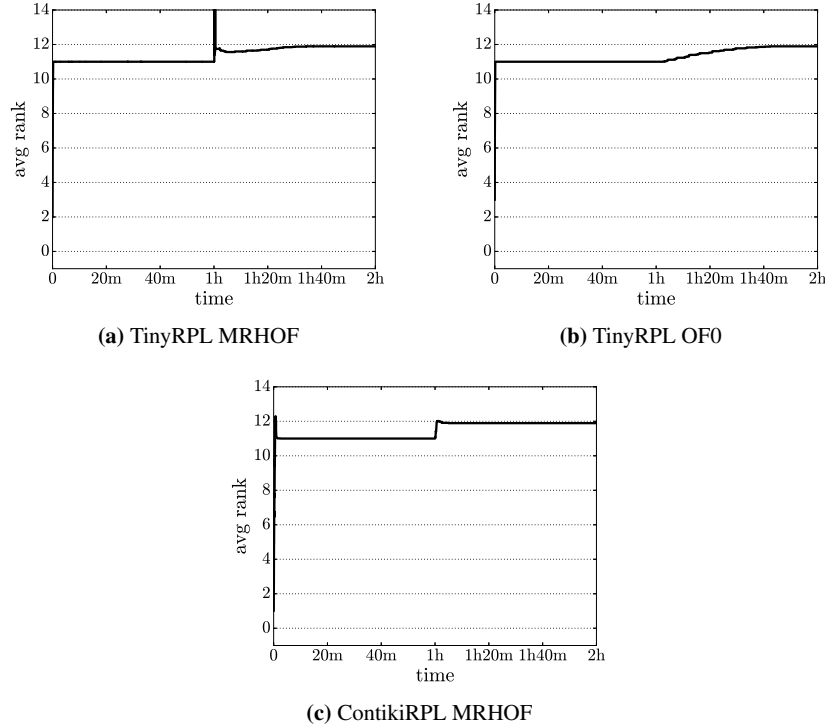 14
12
10
8
6
4
2
0
avg rank
0 20m 40m 1h 1h20m 1h40m 2h
time
(a) TinyRPL MRHOF
14
12
10
8
6
4
2
0
avg rank
0 20m 40m 1h 1h20m 1h40m 2h
time
(b) TinyRPL OF0
14
12
10
8
6
4
2
0
avg rank
0 20m 40m 1h 1h20m 1h40m 2h
time
(c) ContikiRPL MRHOF